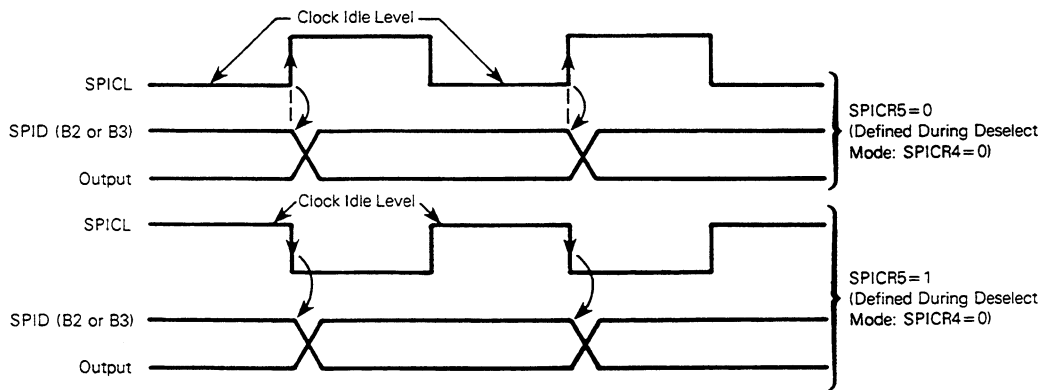 Clock Idle Level
SPICL
SPID (B2 or B3)
Output
SPICR5=0
(Defined During Deselect
Mode: SPICR4=0)
Clock Idle Level
SPICL
SPID (B2 or B3)
Output
SPICR5=1
(Defined During Deselect
Mode: SPICR4=0)